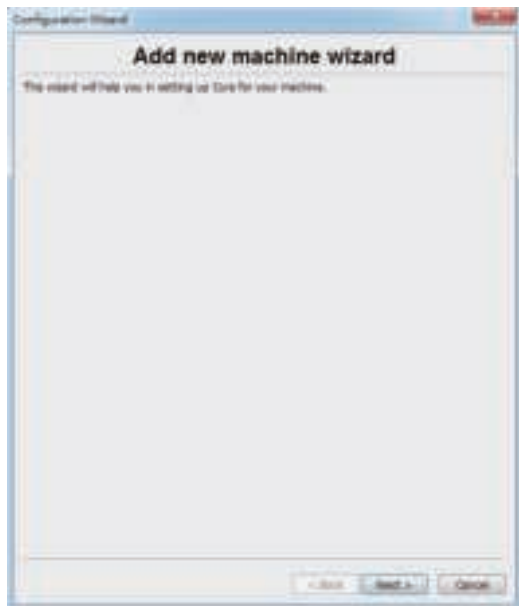 Configuration Wizard
Add new machine wizard
This wizard will help you in setting up Cura for your machine.
< Back
Next >
Cancel